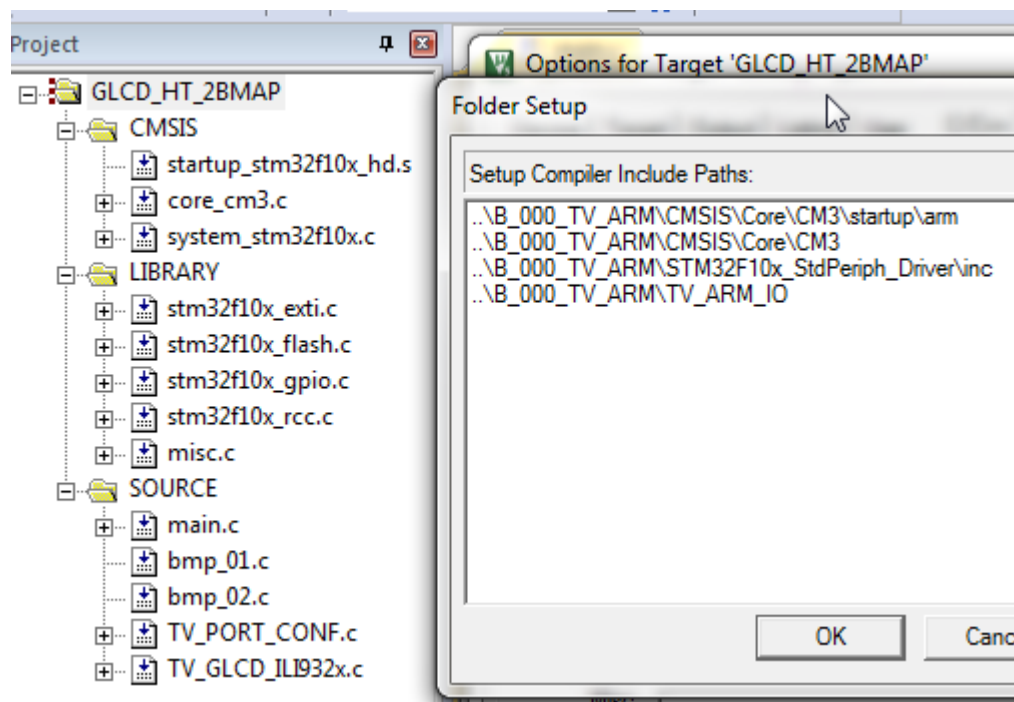 Project
GLCD_HT_2BMAP
CMSIS
startup_stm32f10x_hd.s
core_cm3.c
system_stm32f10x.c
LIBRARY
stm32f10x_exti.c
stm32f10x_flash.c
stm32f10x_gpio.c
stm32f10x_rcc.c
misc.c
SOURCE
main.c
bmp_01.c
bmp_02.c
TV_PORT_CONF.c
TV_GLCD_ILI932x.c
Options for Target 'GLCD_HT_2BMAP'
Folder Setup
Setup Compiler Include Paths:
..\B_000_TV_ARM\CMSIS\Core\CM3\startup\arm
..\B_000_TV_ARM\CMSIS\Core\CM3
..\B_000_TV_ARM\STM32F10x_StdPeriph_Driver\inc
..\B_000_TV_ARM\TV_ARM_IO
OK
Canc